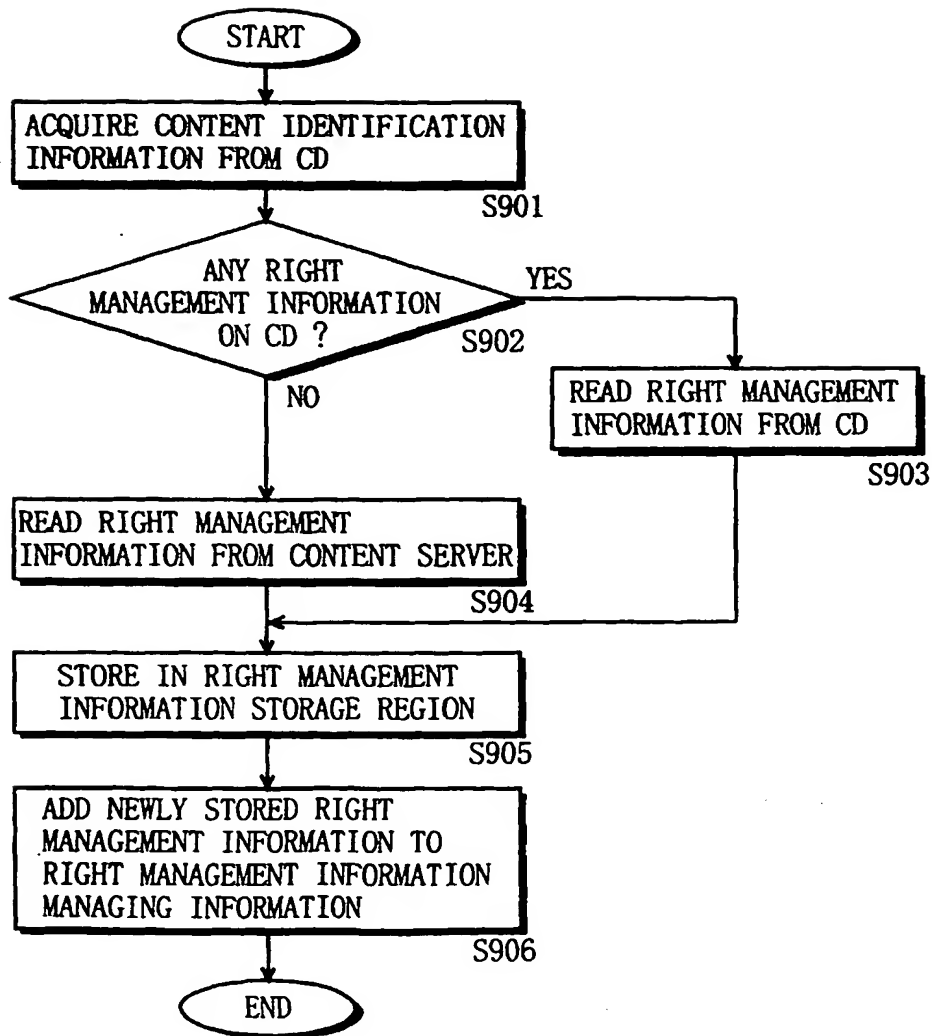 START
ACQUIRE CONTENT IDENTIFICATION
INFORMATION FROM CD
S901
ANY RIGHT
MANAGEMENT INFORMATION
ON CD ?
YES
S902
NO
READ RIGHT MANAGEMENT
INFORMATION FROM CD
S903
READ RIGHT MANAGEMENT
INFORMATION FROM CONTENT SERVER
S904
STORE IN RIGHT MANAGEMENT
INFORMATION STORAGE REGION
S905
ADD NEWLY STORED RIGHT
MANAGEMENT INFORMATION TO
RIGHT MANAGEMENT INFORMATION
MANAGING INFORMATION
S906
END